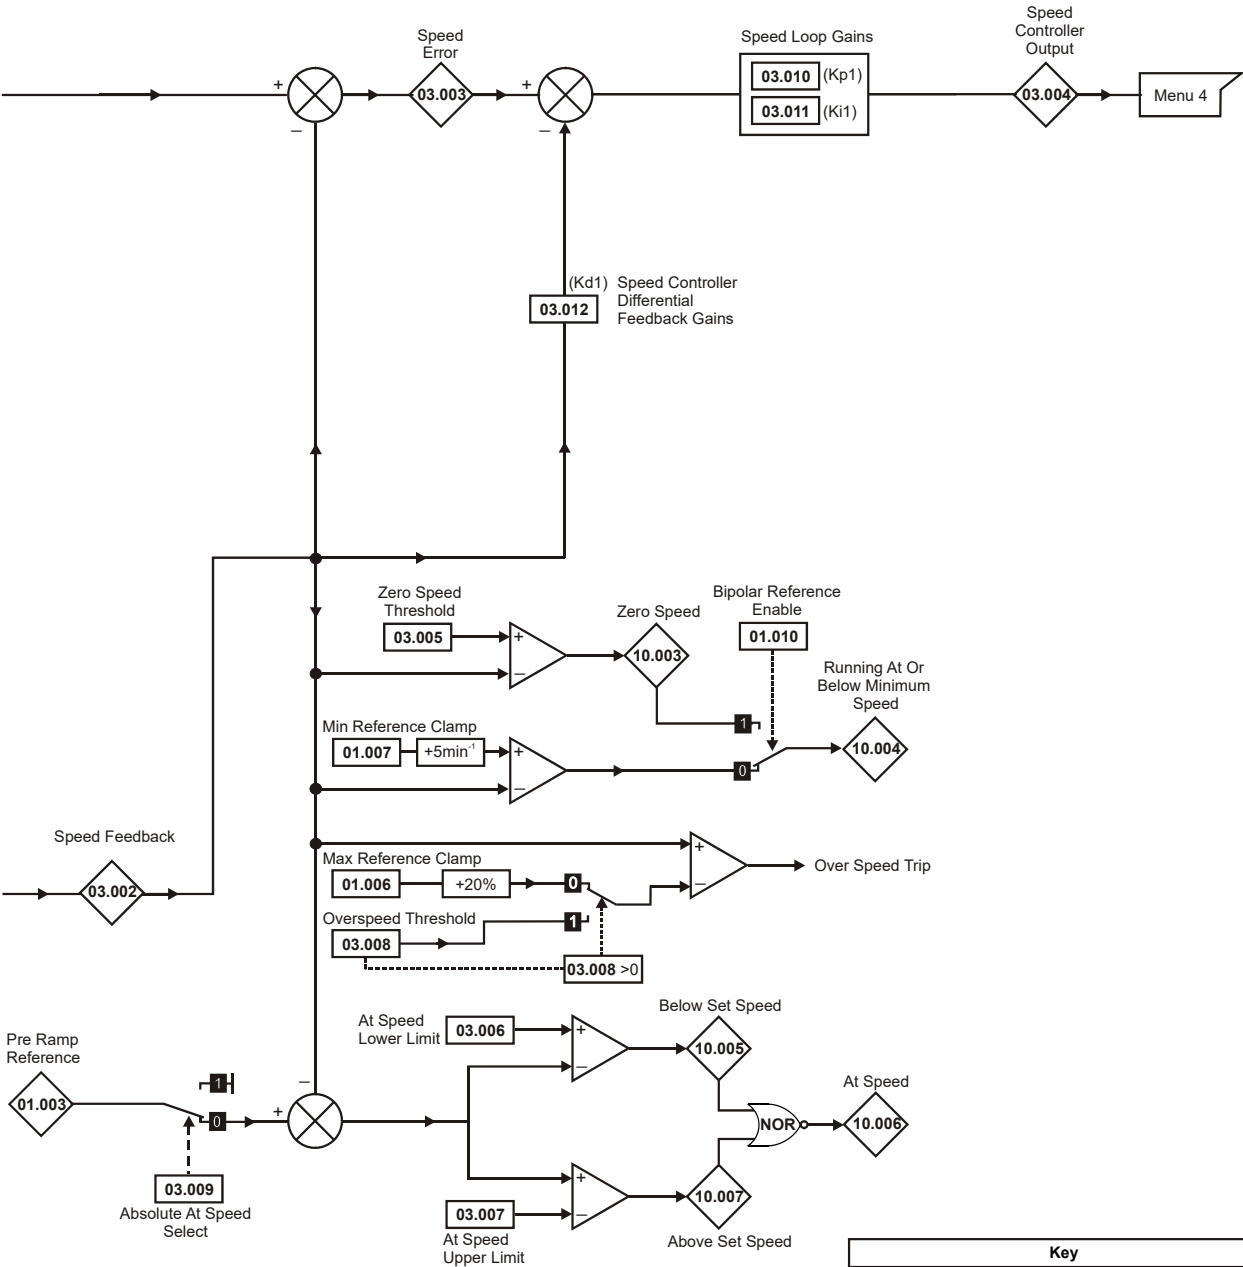 Speed
Error
+
03.003
+
–
–
Speed Loop Gains
03.010 (Kp1)
03.011 (Ki1)
Speed
Controller
Output
03.004
Menu 4
(Kd1) Speed Controller
Differential
Feedback Gains
03.012
Zero Speed
Threshold
03.005
+
–
Zero Speed
10.003
Bipolar Reference
Enable
01.010
Running At Or
Below Minimum
Speed
1
0
10.004
Min Reference Clamp
01.007
+5min⁻¹
+
–
Speed Feedback
03.002
Max Reference Clamp
01.006
+20%
0
+
–
Over Speed Trip
Overspeed Threshold
03.008
1
03.008 >0
Pre Ramp
Reference
01.003
1
0
–
+
03.009
Absolute At Speed
Select
At Speed
Lower Limit
03.006
+
–
Below Set Speed
10.005
NOR
At Speed
10.006
+
–
03.007
At Speed
Upper Limit
10.007
Above Set Speed
Key